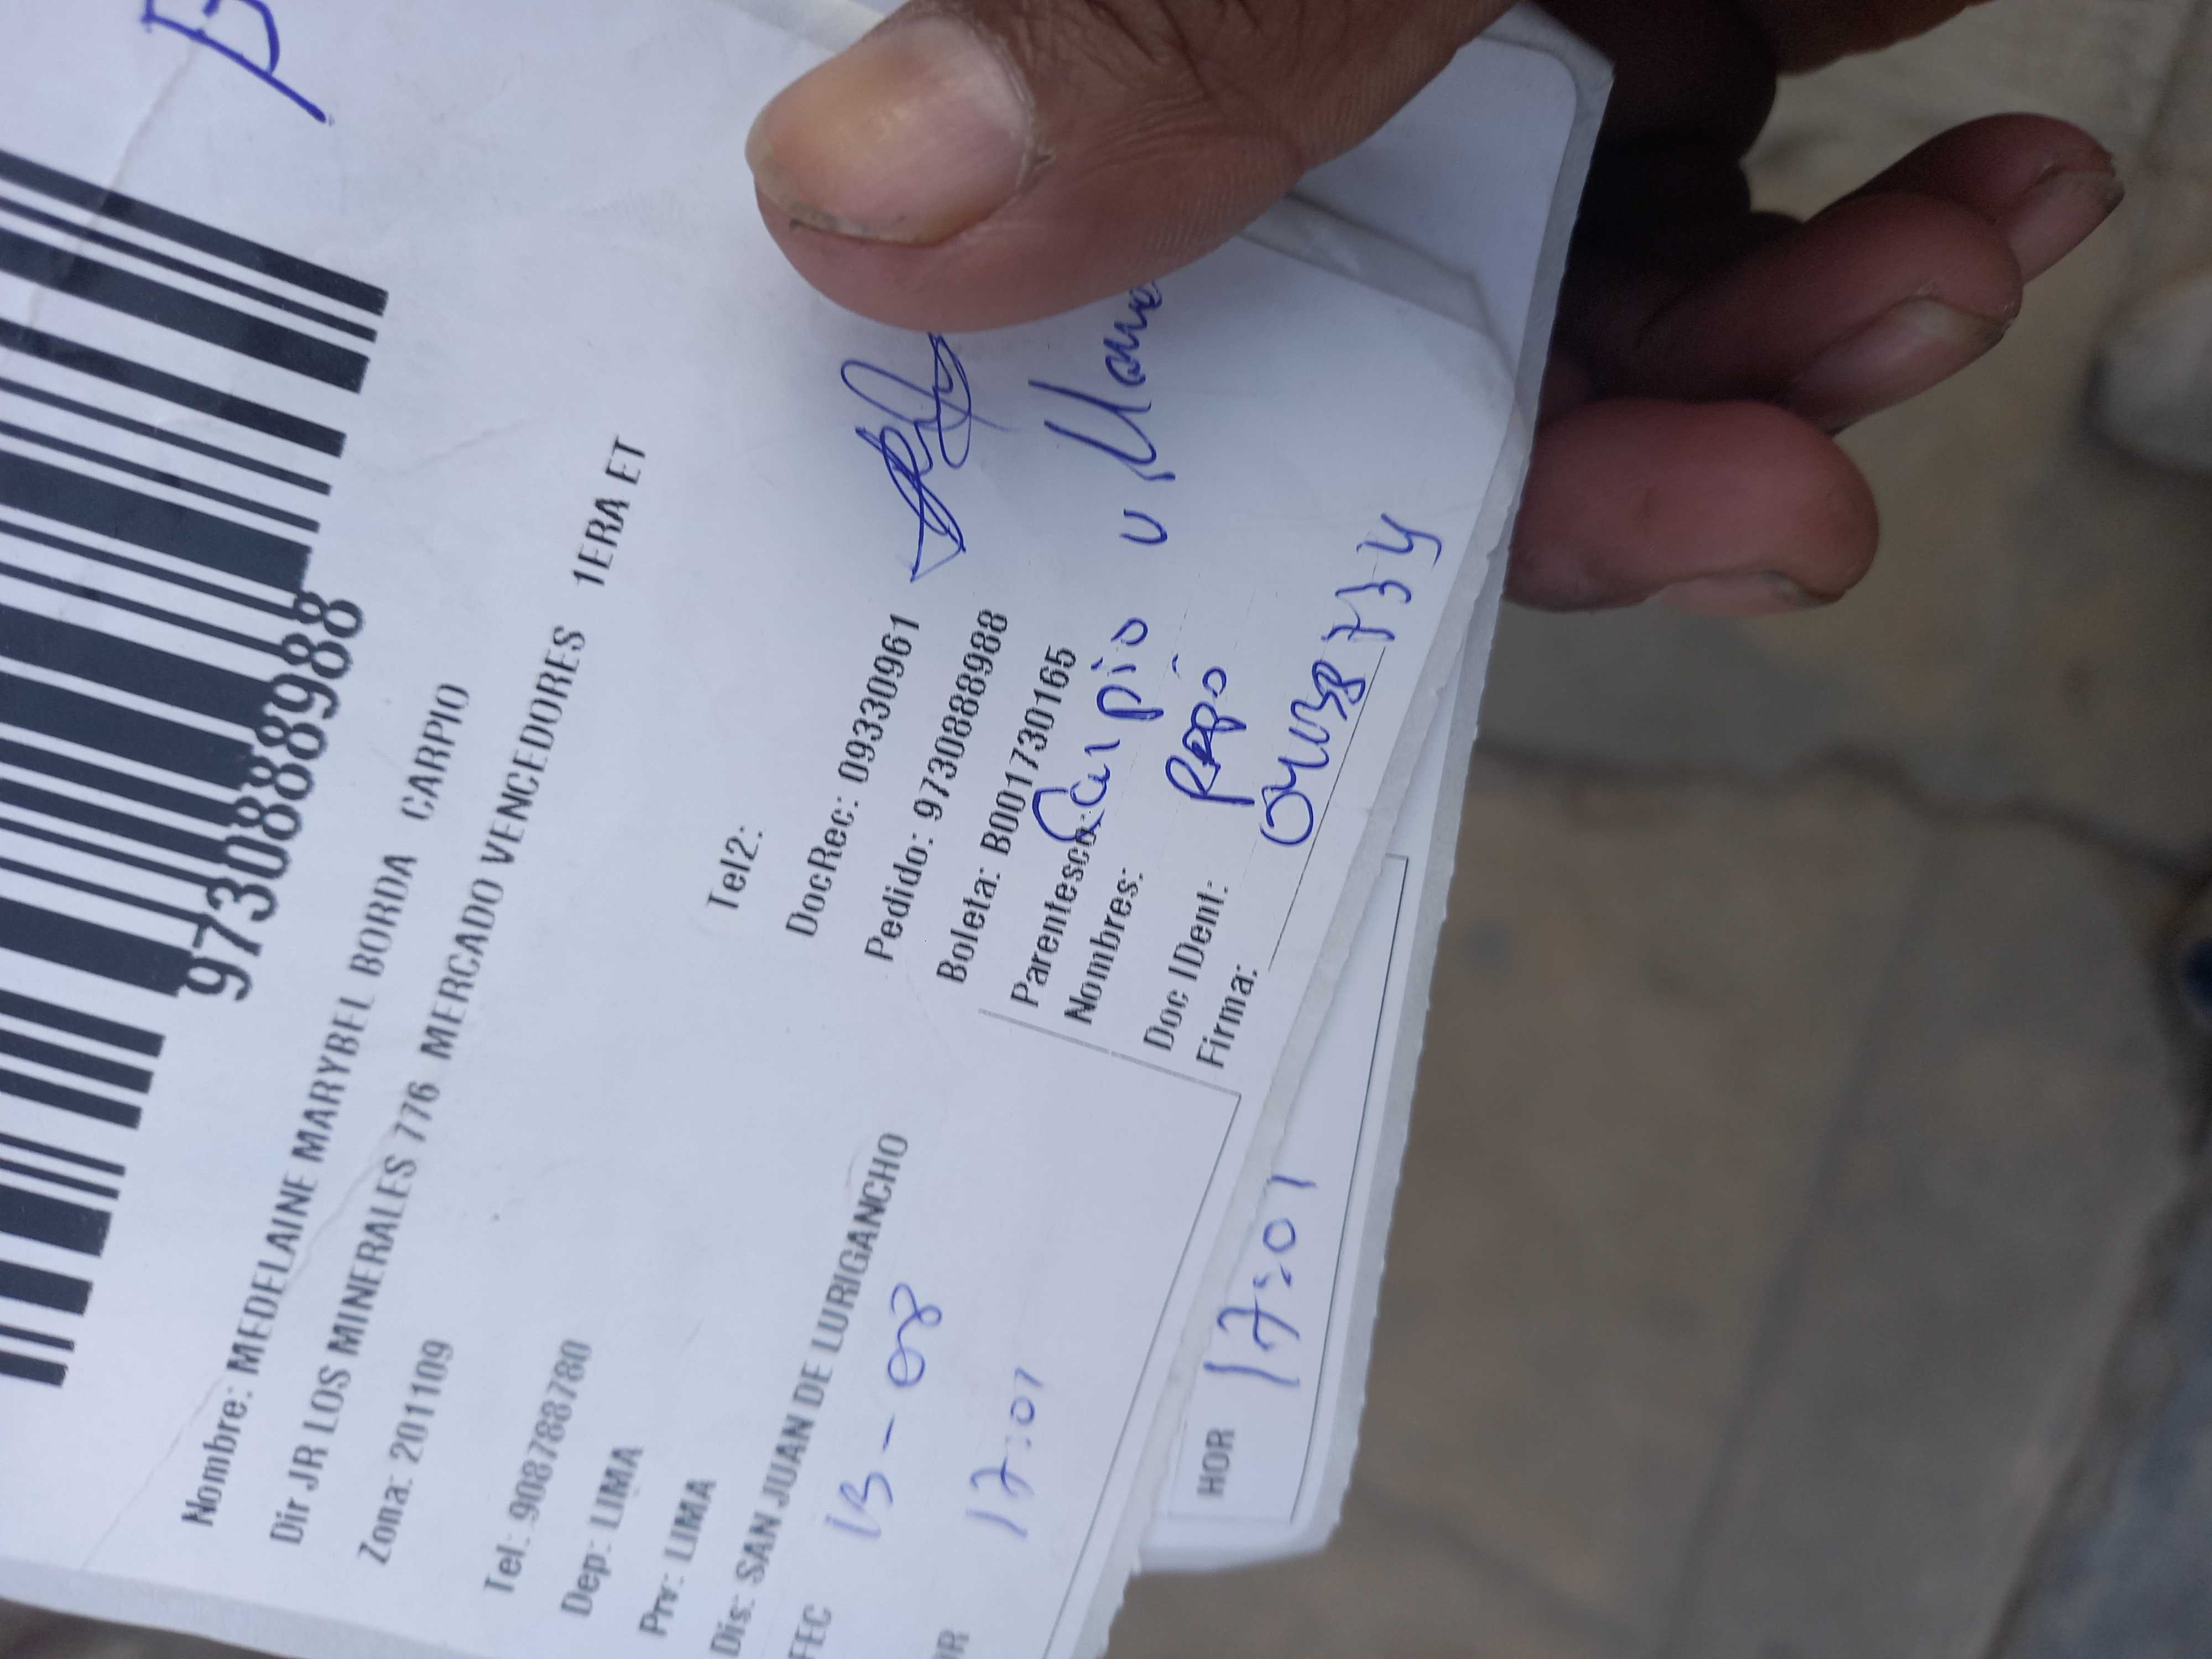 9730888988
Nombre: MEDELAINE MARYBEL BORDA CARPIO
Dir JR LOS MINERALES 776 MERCADO VENCEDORES 1ERA ET
Zona: 201109
Tel: 908788780 Tel2:
Dep: LIMA DocRec: 09330961
Prv: LIMA Pedido: 9730888988
Dis: SAN JUAN DE LURIGANCHO Boleta: B001730165
FEC 13-08 Parentesco: Carpio
Nombres:
17:01 Doc IDent:
Firma:
HOR 17:01